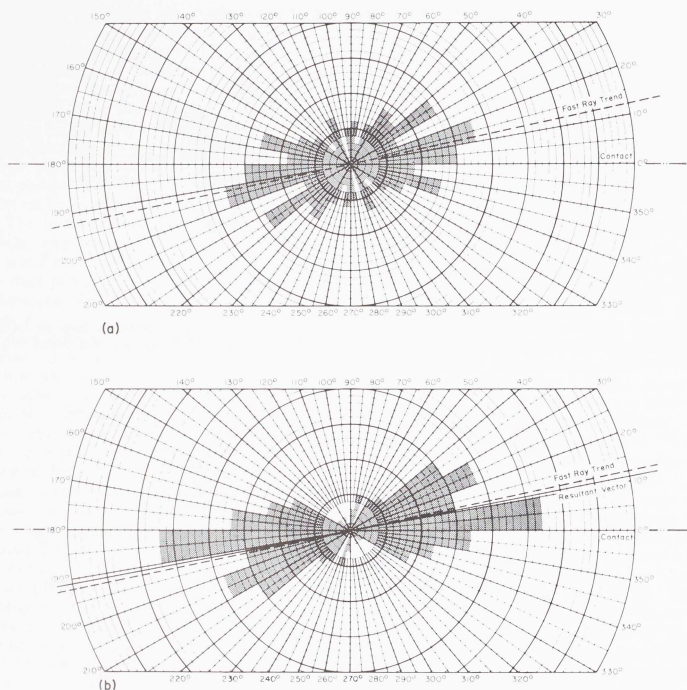 150° 140° 130° 120° 110° 100° 90° 80° 70° 60° 50° 40° 30°
160° 20°
Fast Ray Trend
170° 10°
180° Contact 0°
190° 350°
200° 340°
210° 220° 230° 240° 250° 260° 270° 280° 290° 300° 310° 320° 330°
(a)
150° 140° 130° 120° 110° 100° 90° 80° 70° 60° 50° 40° 30°
160° 20°
Fast Ray Trend
170° 10°
Resultant Vector
180° Contact
190° 350°
200° 340°
210° 220° 230° 240° 250° 260° 270° 280° 290° 300° 310° 320° 330°
(b)